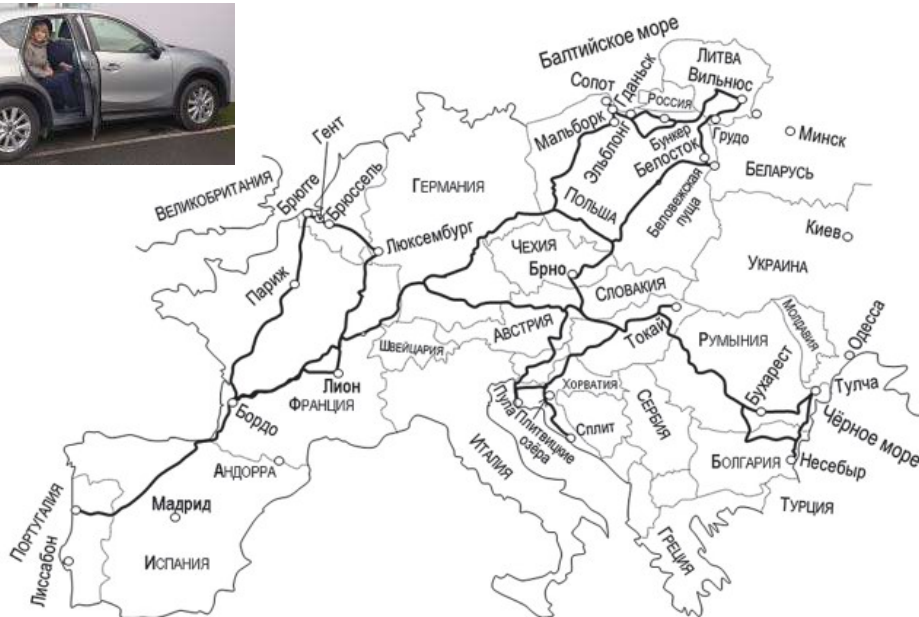 Балтийское море
ЛИТВА
Вильнюс
Сопот
Гданьск
РОССИЯ
Мальборк
Эльблонг
Бункер
Белосток
Грудо
Минск
БЕЛАРУСЬ
Гент
ВЕЛИКОБРИТАНИЯ
Брюгге
Брюссель
ГЕРМАНИЯ
ПОЛЬША
Беловежская
пуща
Люксембург
Киев
ЧЕХИЯ
УКРАИНА
Брно
Париж
СЛОВАКИЯ
МОЛДАВИЯ
Одесса
АВСТРИЯ
Токай
РУМЫНИЯ
ШВЕЙЦАРИЯ
Бухарест
Тулча
Лион
ФРАНЦИЯ
Бордо
ХОРВАТИЯ
Пула
Плитвицкие
озёра
Сплит
СЕРБИЯ
Чёрное море
ИТАЛИЯ
БОЛГАРИЯ
Несебыр
АНДОРРА
ТУРЦИЯ
Мадрид
ПОРТУГАЛИЯ
Лиссабон
ИСПАНИЯ
ГРЕЦИЯ